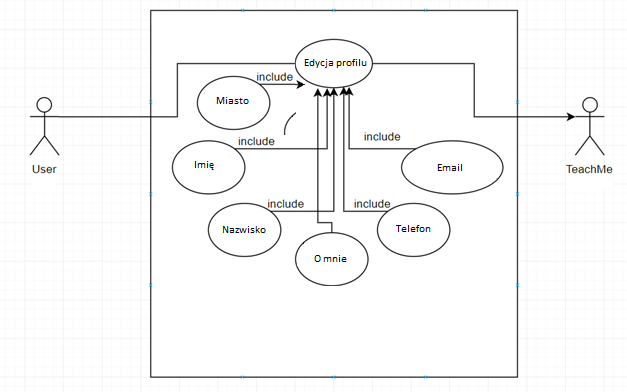 Edycja profilu
include
Miasto
include
include
Imię
Email
User
TeachMe
include
include
Nazwisko
Telefon
O mnie